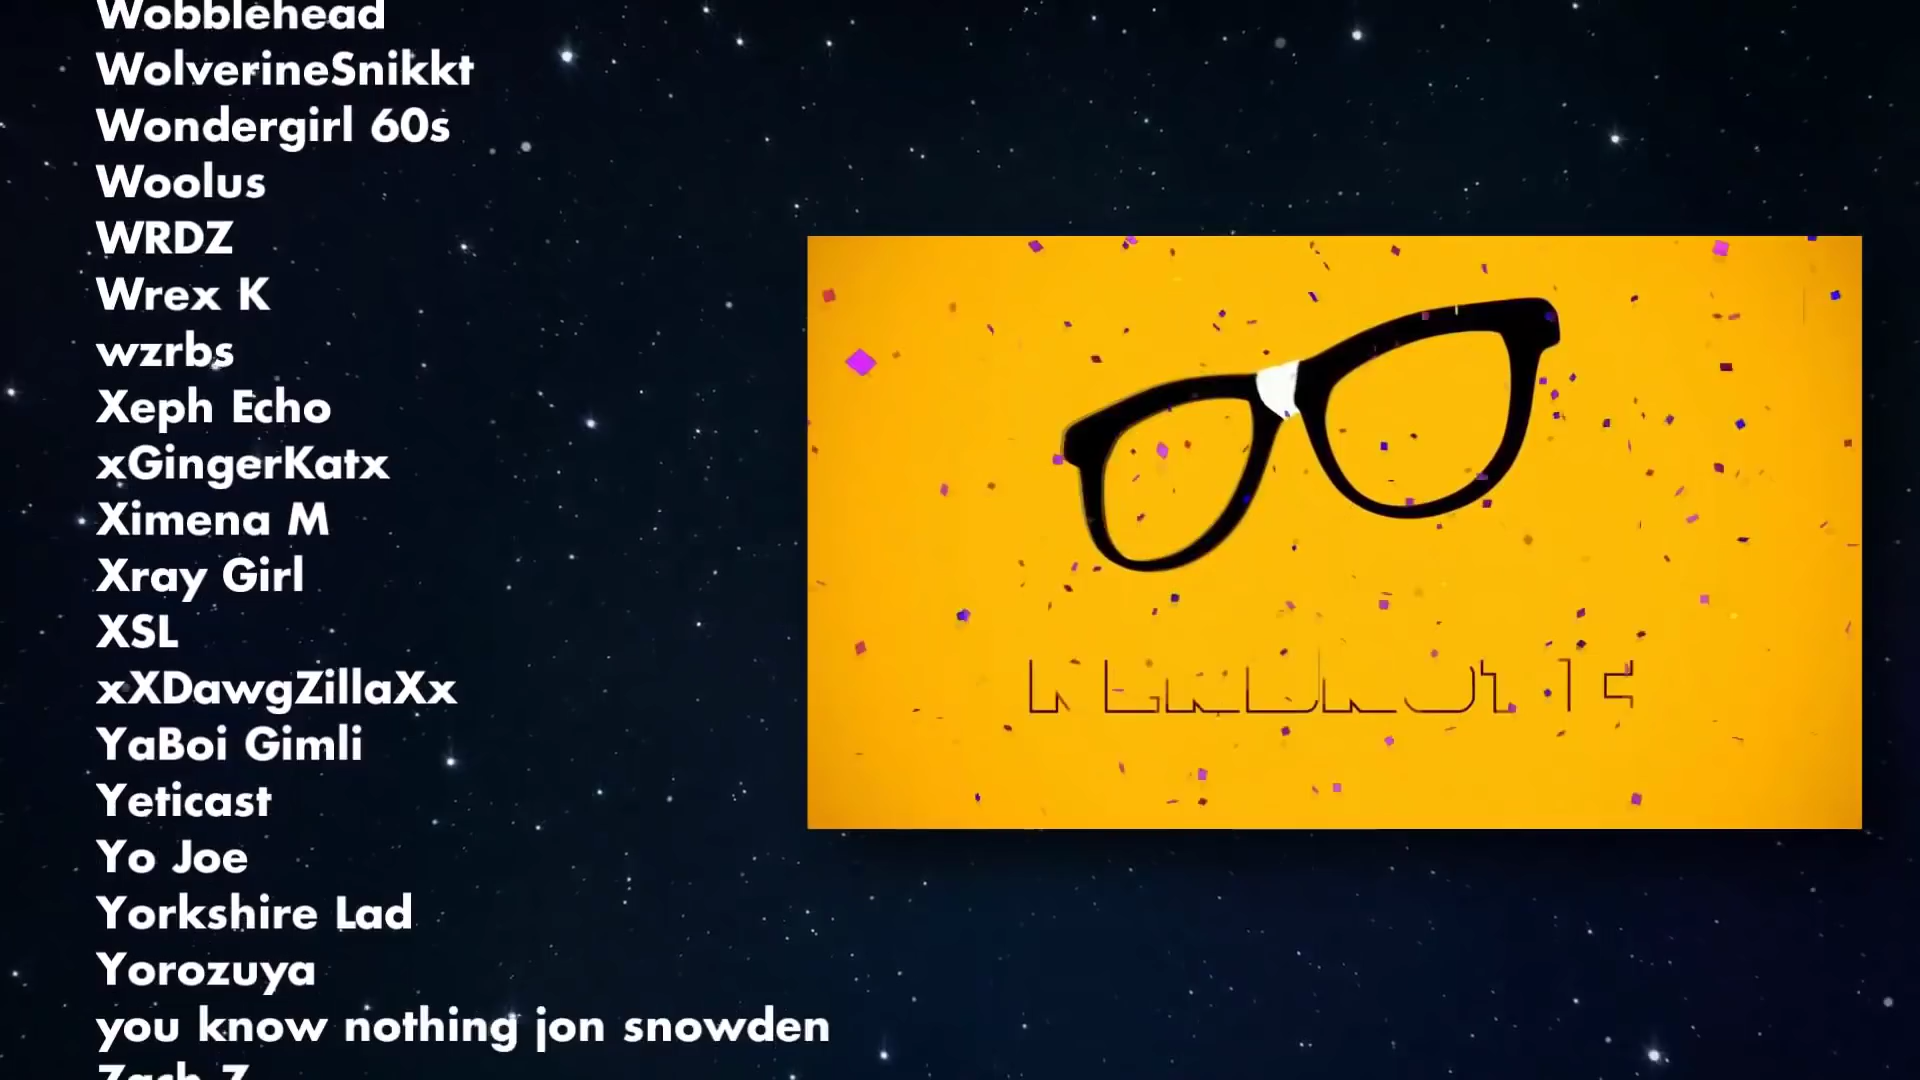 Wobblehead
WolverineSnikkt
Wondergirl 60s
Woolus
WRDZ
Wrex K
wzrbs
Xeph Echo
xGingerKatx
Ximena M
Xray Girl
XSL
xXDawgZillaXx
YaBoi Gimli
Yeticast
Yo Joe
Yorkshire Lad
Yorozuya
you know nothing jon snowden
Zach Z